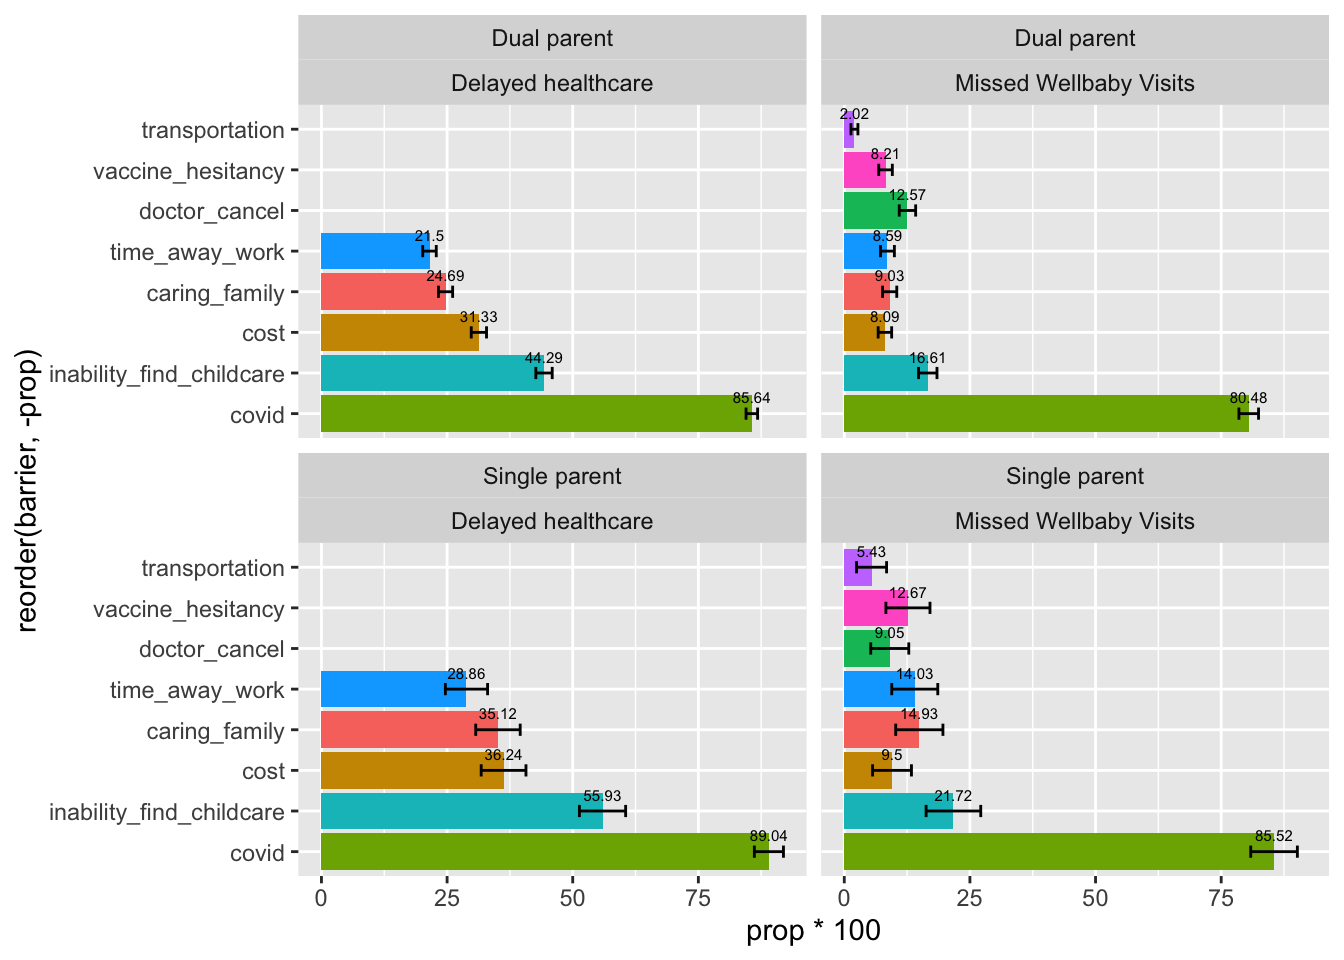 Dual parent
Delayed healthcare
Dual parent
Missed Wellbaby Visits
transportation
vaccine_hesitancy
doctor_cancel
time_away_work
caring_family
cost
inability_find_childcare
covid
21.5
24.69
31.33
44.29
85.64
2.02
8.21
12.57
8.59
9.03
8.09
16.61
80.48
reorder(barrier, -prop)
Single parent
Delayed healthcare
Single parent
Missed Wellbaby Visits
transportation
vaccine_hesitancy
doctor_cancel
time_away_work
caring_family
cost
inability_find_childcare
covid
28.86
35.12
36.24
55.93
89.04
5.43
12.67
9.05
14.03
14.93
9.5
21.72
85.52
0 25 50 75
0 25 50 75
prop * 100